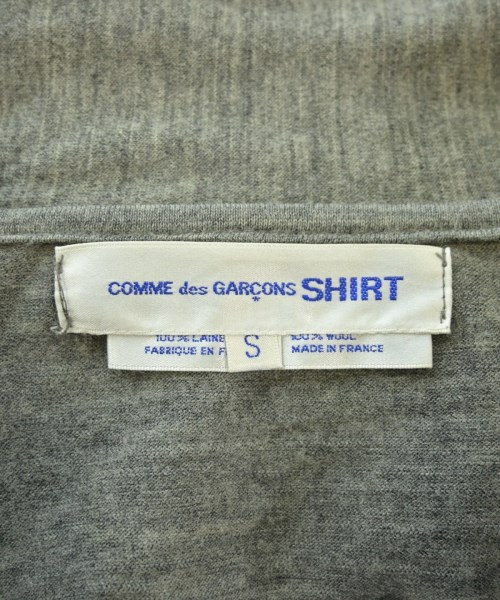 COMME des GARÇONS SHIRT
*
100% LAINE S 100% WOOL
FABRIQUE EN F MADE IN FRANCE